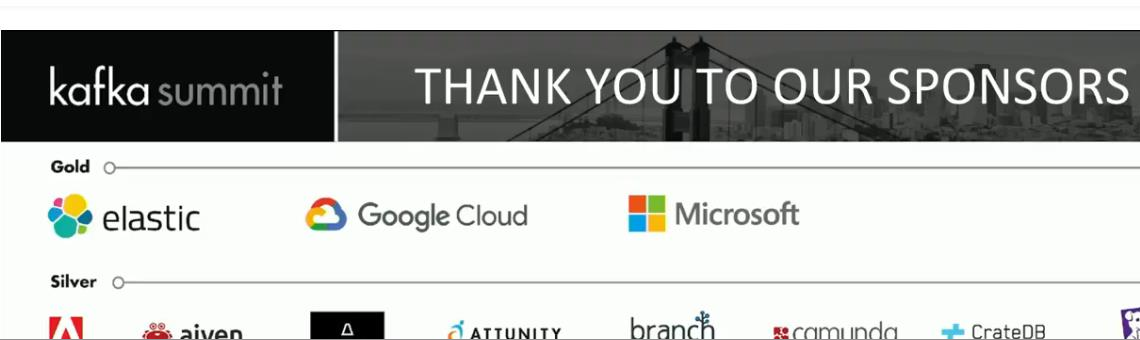 kafka summit
THANK YOU TO OUR SPONSORS
Gold
elastic Google Cloud Microsoft
Silver
aiven ATTUNITY branch camunda CrateDB